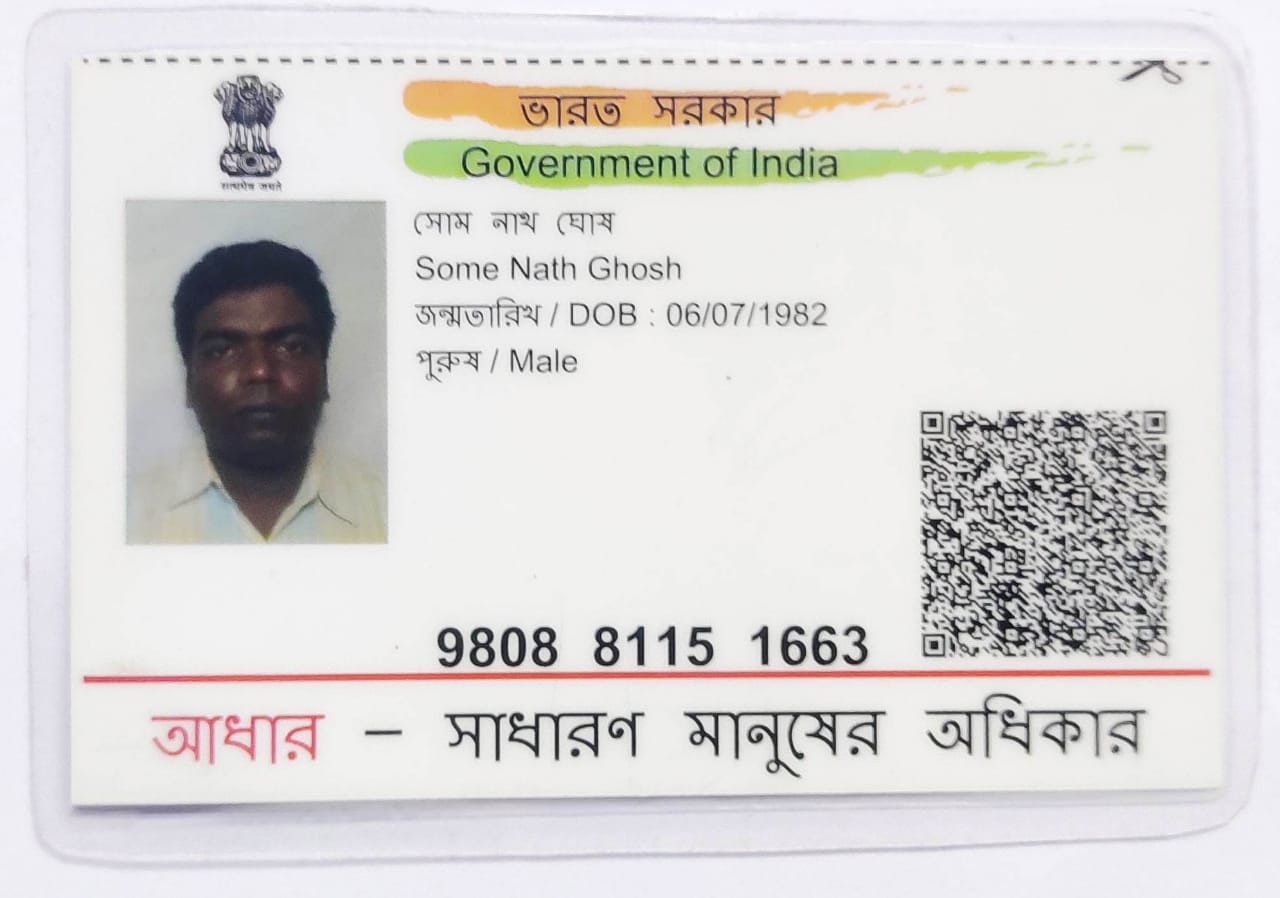 ভারত সরকার
Government of India
सत्यमेव जयते
সোম নাথ ঘোষ
Some Nath Ghosh
জন্মতারিখ / DOB : 06/07/1982
পুরুষ / Male
9808 8115 1663
আধার – সাধারণ মানুষের অধিকার